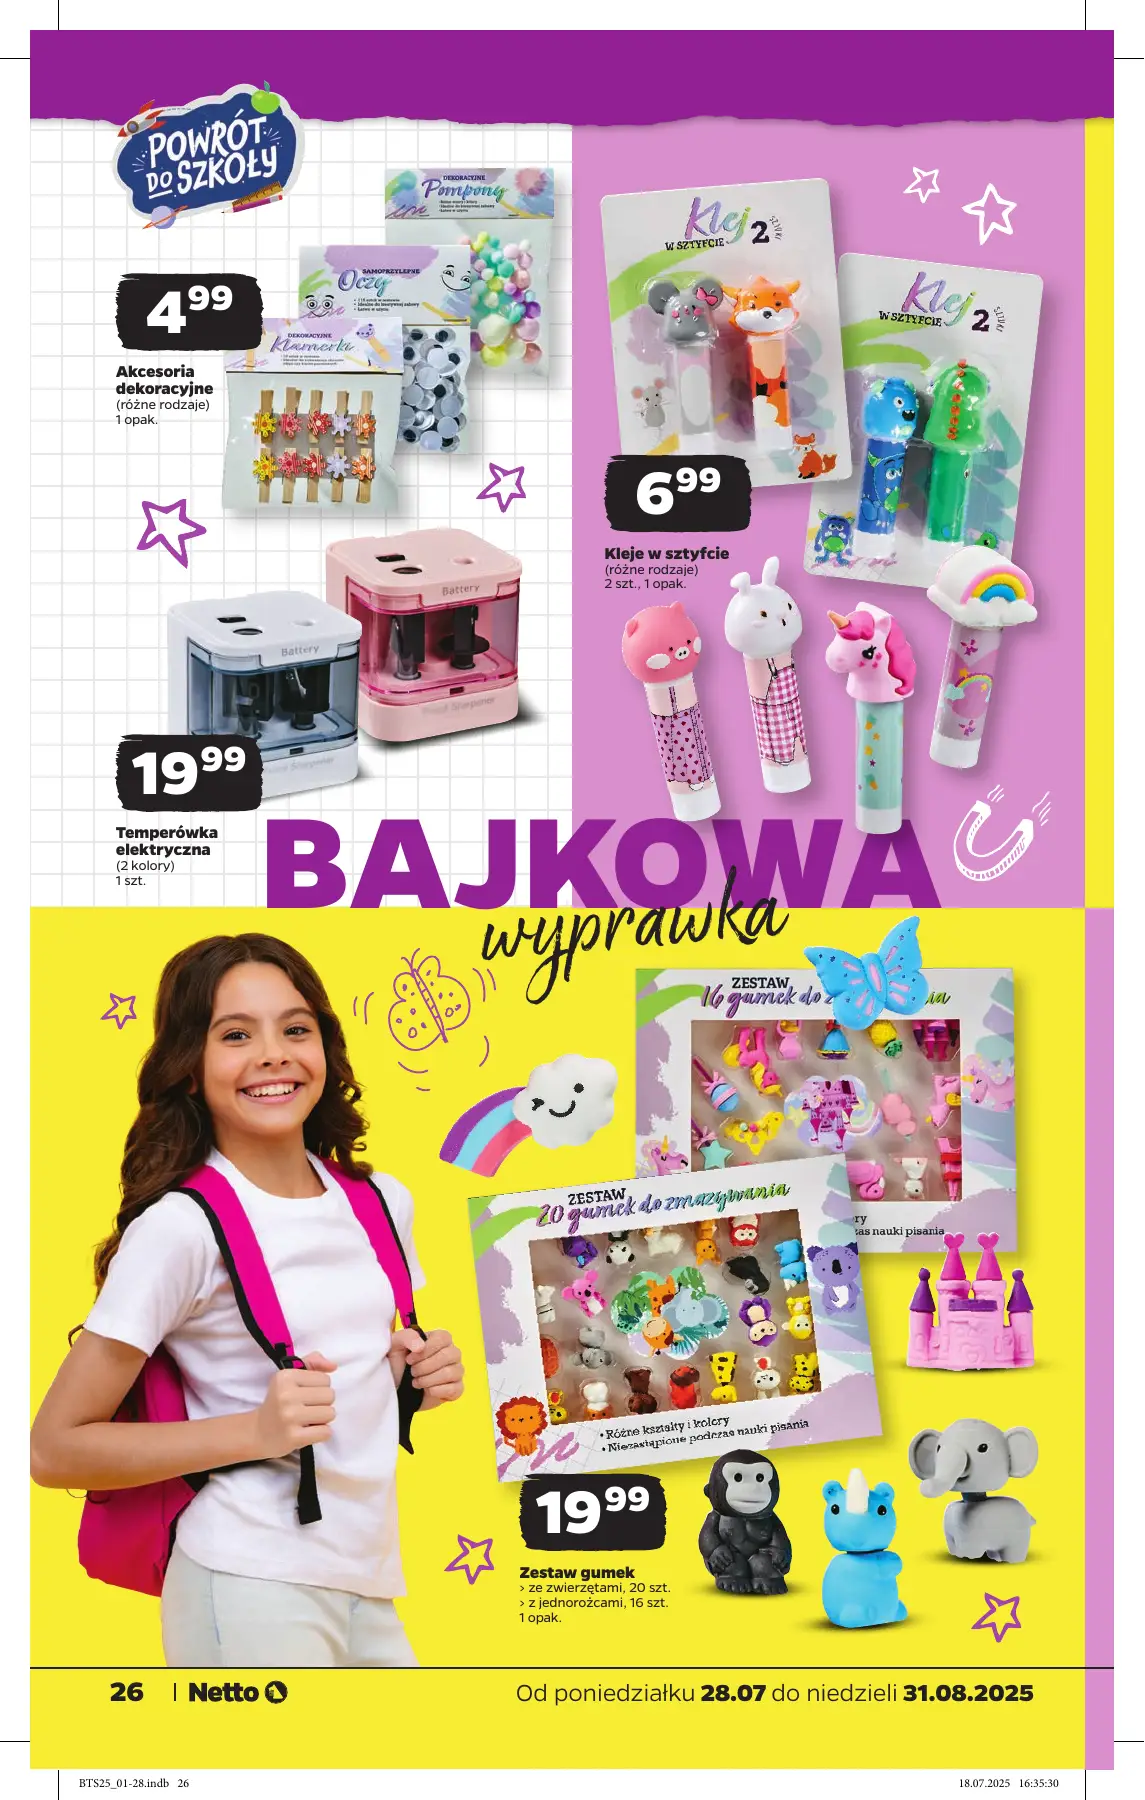 POWRÓT
DO SZKOŁY
DEKORACYJNE
Pompony
SAMOPRZYLEPNE
Oczy
DEKORACYJNE
Klamerki
4 99
Akcesoria
dekoracyjne
(różne rodzaje)
1 opak.
Klej
W SZTYFCIE 2 SZTUKI
Klej
W SZTYFCIE 2 SZTUKI
6 99
Kleje w sztyfcie
(różne rodzaje)
2 szt., 1 opak.
Battery
Battery
19 99
Temperówka
elektryczna
(2 kolory)
1 szt.
BAJKOWA
wyprawka
ZESTAW
16 gumek do
ZESTAW
20 gumek do zmazywania
nauki pisania
• Różne kształty i kolory
• Niezastąpione podczas nauki pisania
19 99
Zestaw gumek
> ze zwierzętami, 20 szt.
> z jednorożcami, 16 szt.
1 opak.
26 | Netto
Od poniedziałku 28.07 do niedzieli 31.08.2025
BTS25_01-28.indb 26
18.07.2025 16:35:30